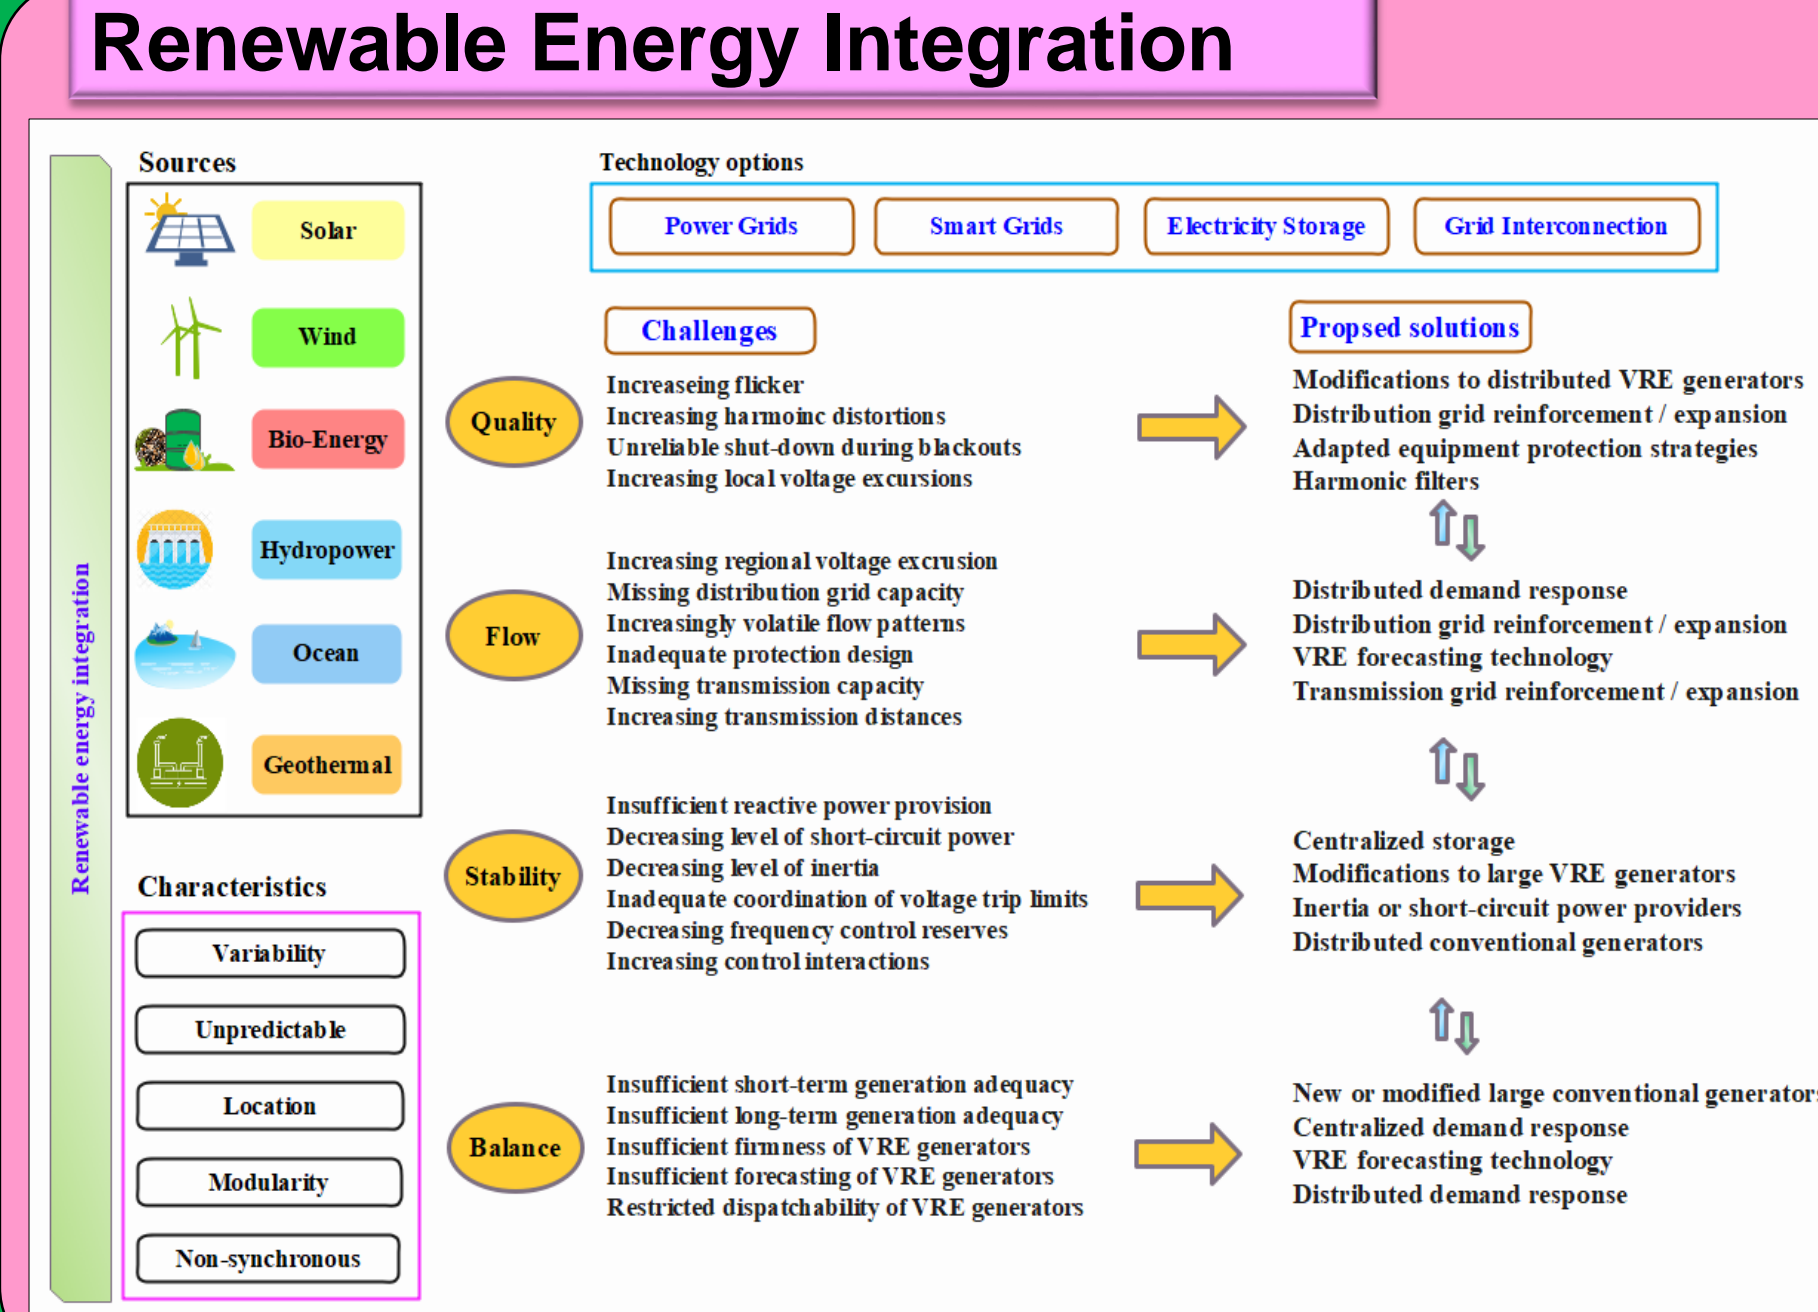 Renewable Energy Integration
Renewable energy integration
Sources
Solar
Wind
Bio-Energy
Hydropower
Ocean
Geothermal
Characteristics
Variability
Unpredictable
Location
Modularity
Non-synchronous
Technology options
Power Grids
Smart Grids
Electricity Storage
Grid Interconnection
Challenges
Propsed solutions
Quality
Increaseing flicker
Increasing harmoinc distortions
Unreliable shut-down during blackouts
Increasing local voltage excursions
Modifications to distributed VRE generators
Distribution grid reinforcement / expansion
Adapted equipment protection strategies
Harmonic filters
Flow
Increasing regional voltage excrusion
Missing distribution grid capacity
Increasingly volatile flow patterns
Inadequate protection design
Missing transmission capacity
Increasing transmission distances
Distributed demand response
Distribution grid reinforcement / expansion
VRE forecasting technology
Transmission grid reinforcement / expansion
Stability
Insufficient reactive power provision
Decreasing level of short-circuit power
Decreasing level of inertia
Inadequate coordination of voltage trip limits
Decreasing frequency control reserves
Increasing control interactions
Centralized storage
Modifications to large VRE generators
Inertia or short-circuit power providers
Distributed conventional generators
Balance
Insufficient short-term generation adequacy
Insufficient long-term generation adequacy
Insufficient firmness of VRE generators
Insufficient forecasting of VRE generators
Restricted dispatchability of VRE generators
New or modified large conventional generators
Centralized demand response
VRE forecasting technology
Distributed demand response